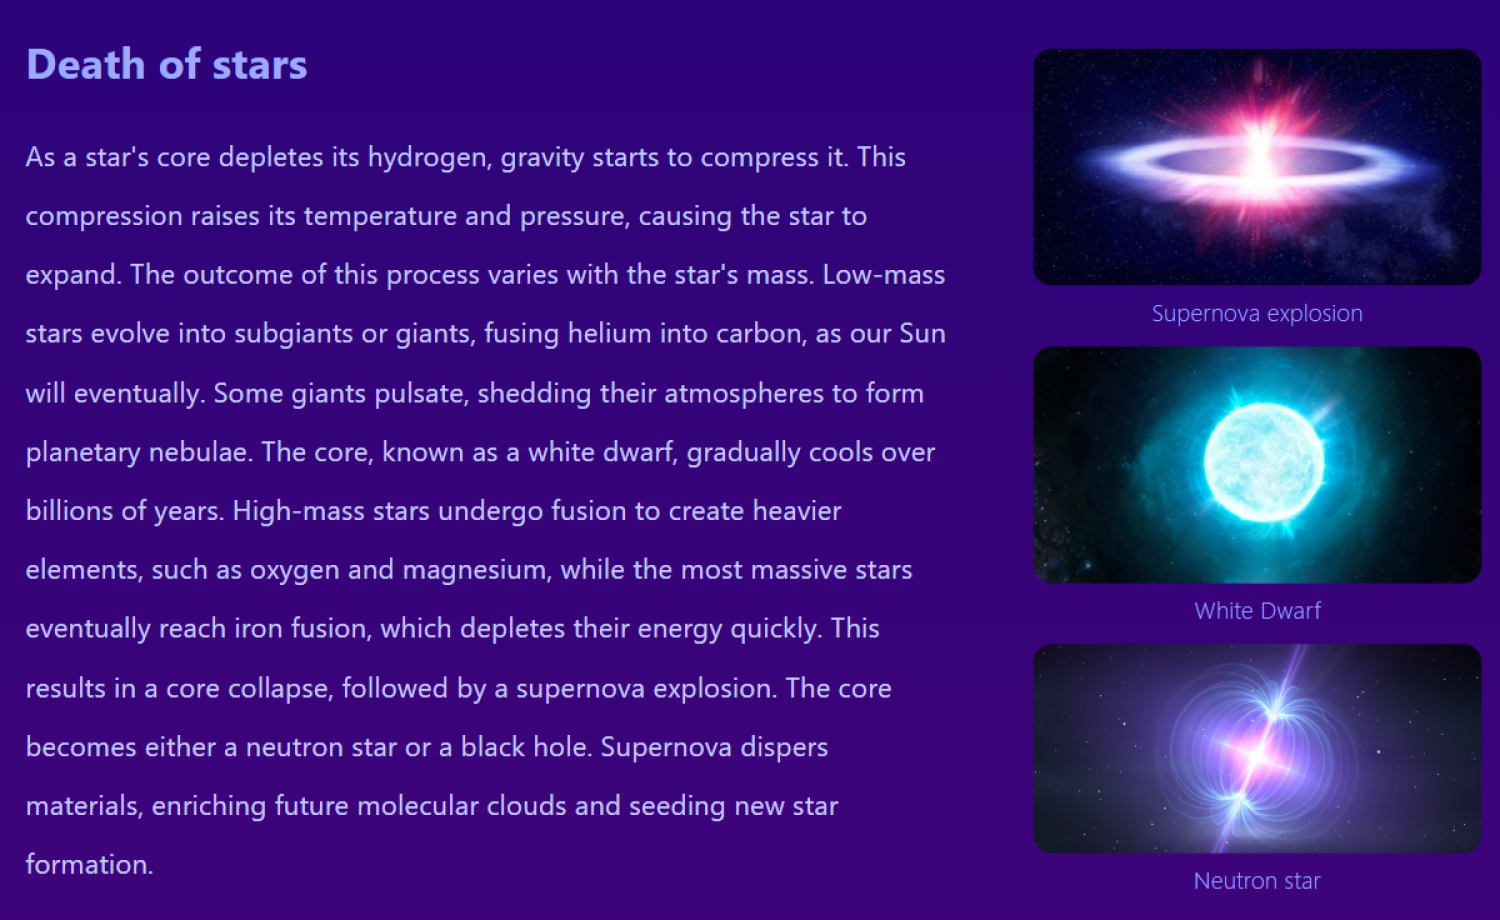 Death of stars
As a star's core depletes its hydrogen, gravity starts to compress it. This
compression raises its temperature and pressure, causing the star to
expand. The outcome of this process varies with the star's mass. Low-mass
stars evolve into subgiants or giants, fusing helium into carbon, as our Sun
will eventually. Some giants pulsate, shedding their atmospheres to form
planetary nebulae. The core, known as a white dwarf, gradually cools over
billions of years. High-mass stars undergo fusion to create heavier
elements, such as oxygen and magnesium, while the most massive stars
eventually reach iron fusion, which depletes their energy quickly. This
results in a core collapse, followed by a supernova explosion. The core
becomes either a neutron star or a black hole. Supernova dispers
materials, enriching future molecular clouds and seeding new star
formation.
Supernova explosion
White Dwarf
Neutron star